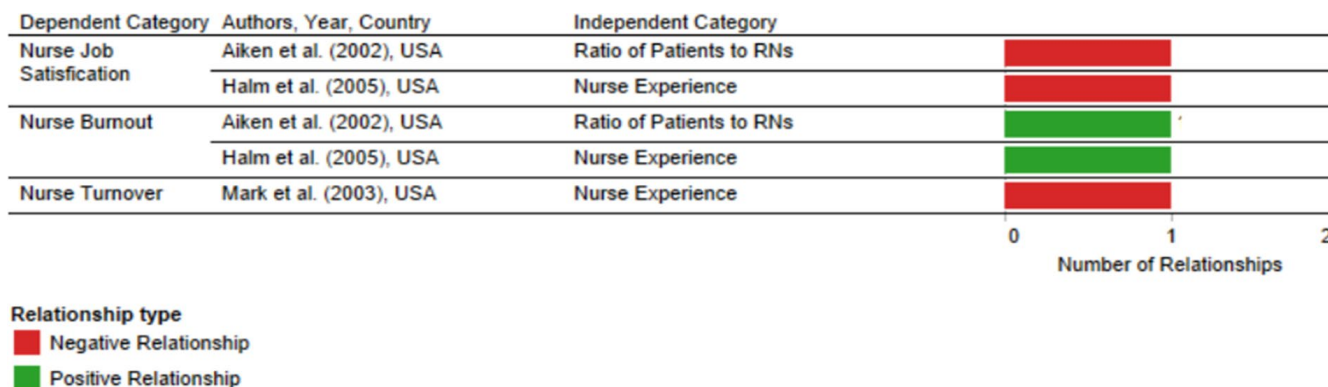 Dependent Category Authors, Year, Country Independent Category
Nurse Job Satisfication Aiken et al. (2002), USA Ratio of Patients to RNs
Halm et al. (2005), USA Nurse Experience
Nurse Burnout Aiken et al. (2002), USA Ratio of Patients to RNs
Halm et al. (2005), USA Nurse Experience
Nurse Turnover Mark et al. (2003), USA Nurse Experience
0 1 2
Number of Relationships
Relationship type
Negative Relationship
Positive Relationship